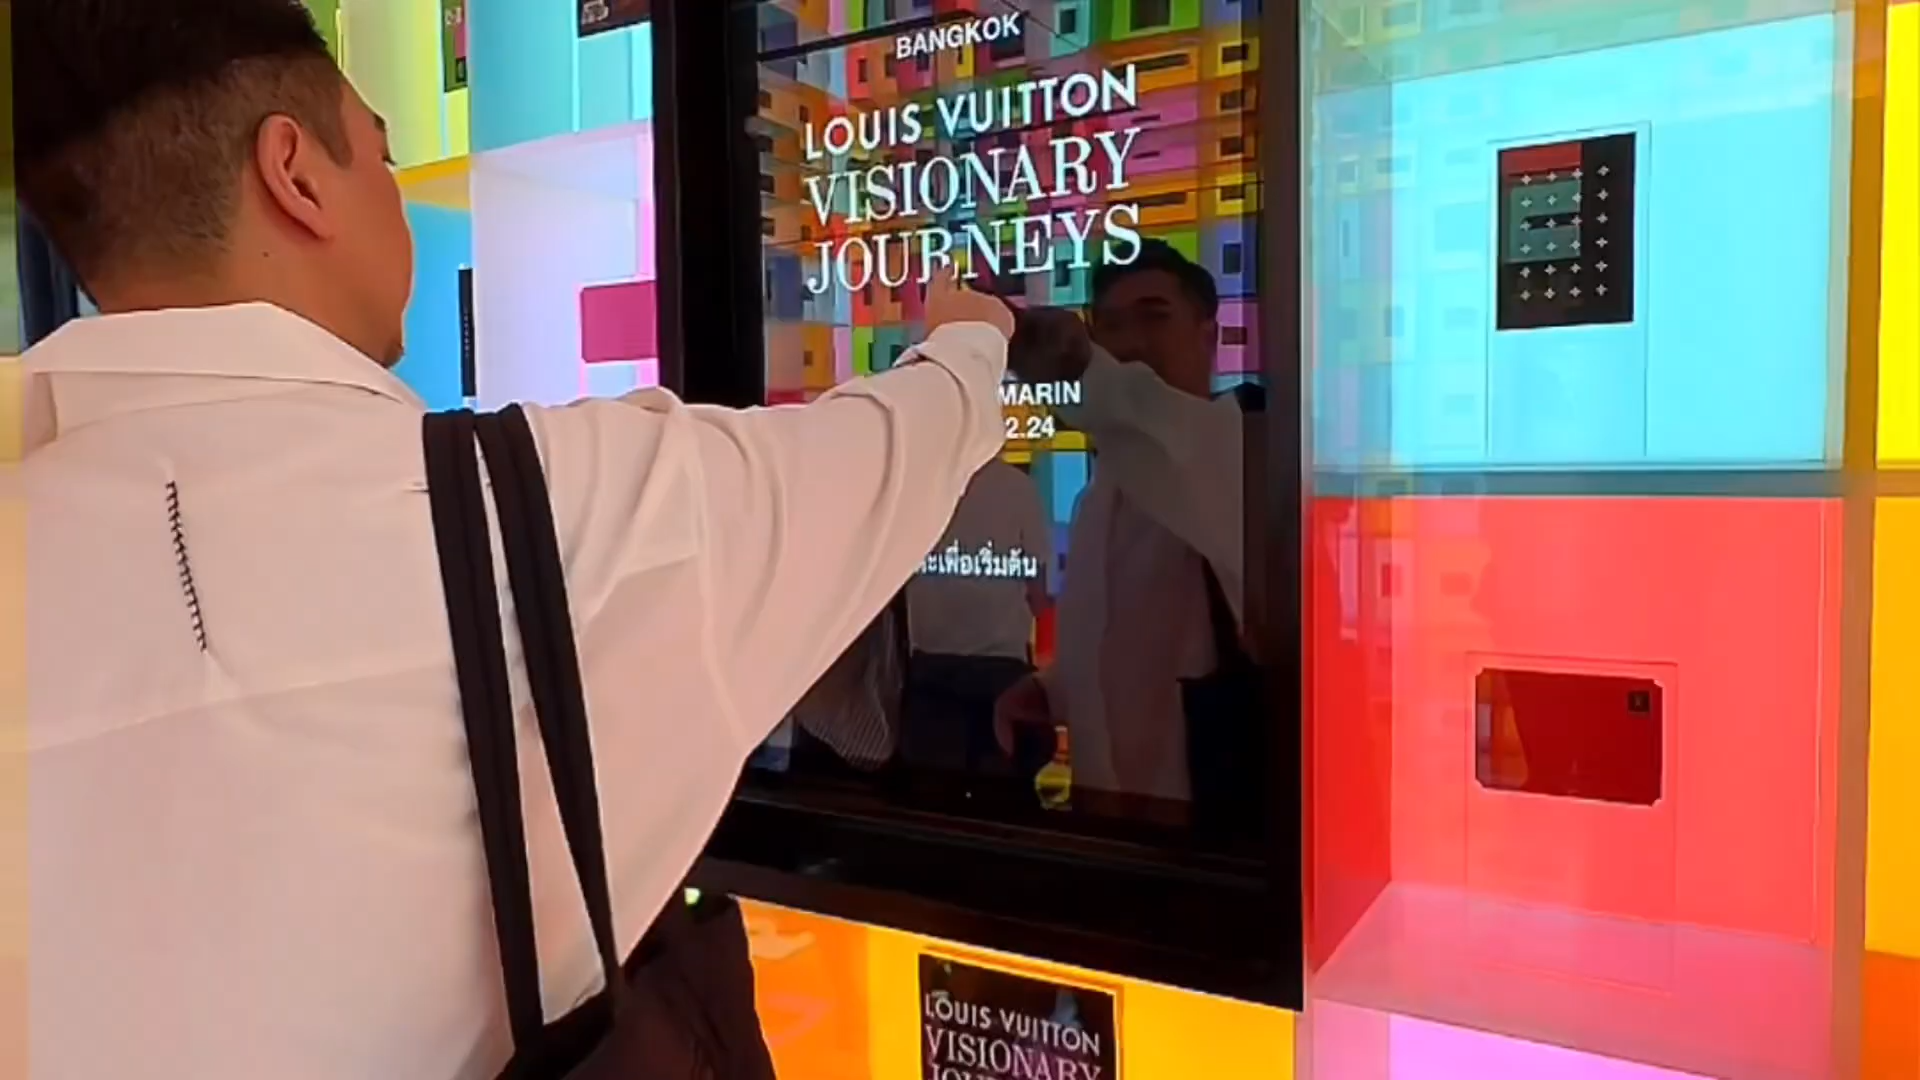 BANGKOK
LOUIS VUITTON
VISIONARY
JOURNEYS
MARIN
2.24
ะเพื่อเริ่มต้น
LOUIS VUITTON
VISIONARY